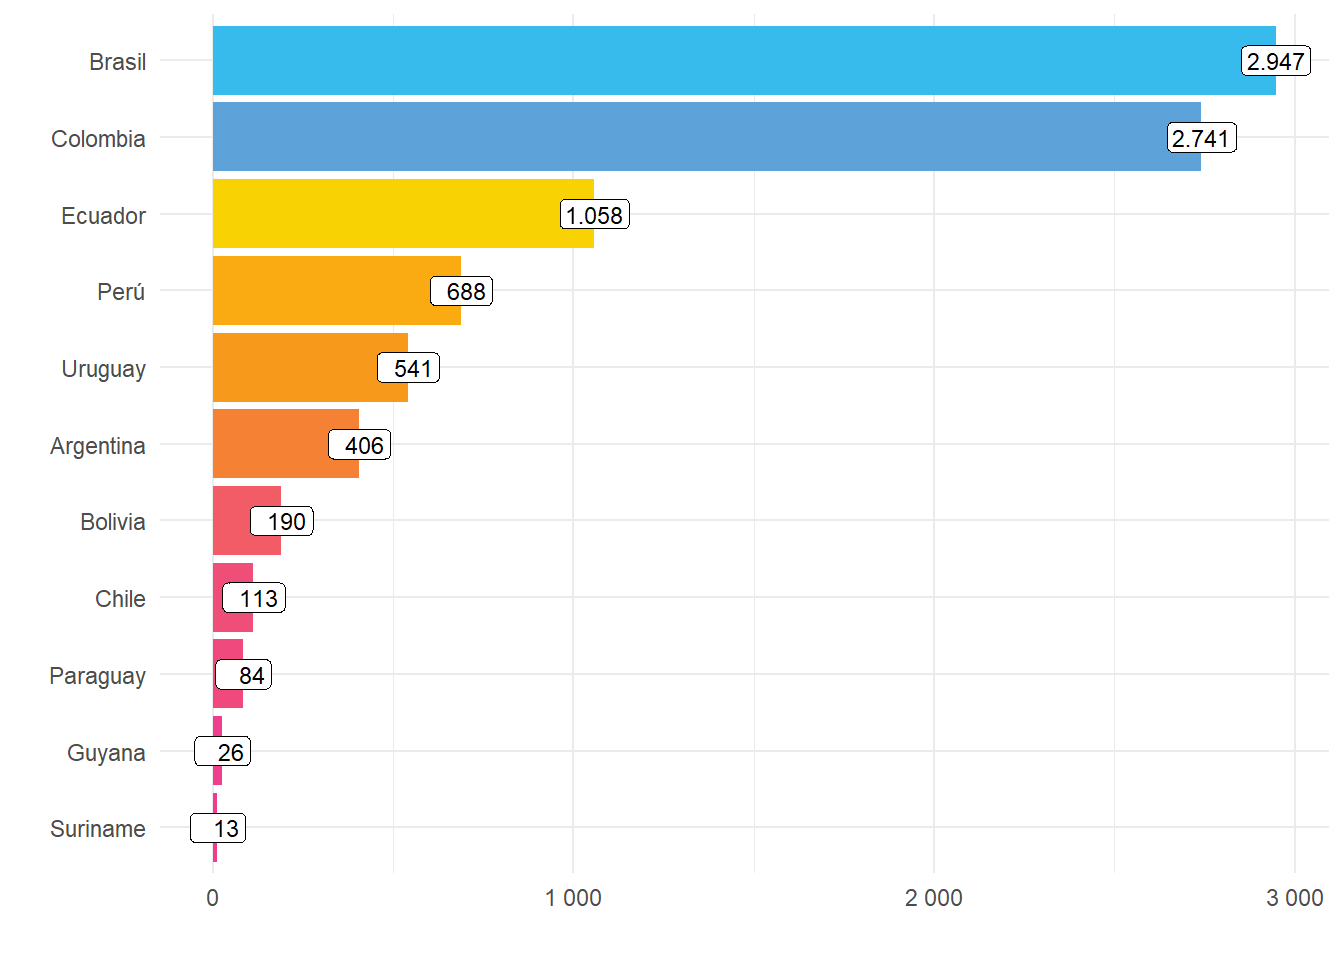 Brasil 2.947
Colombia 2.741
Ecuador 1.058
Perú 688
Uruguay 541
Argentina 406
Bolivia 190
Chile 113
Paraguay 84
Guyana 26
Suriname 13
0 1 000 2 000 3 000